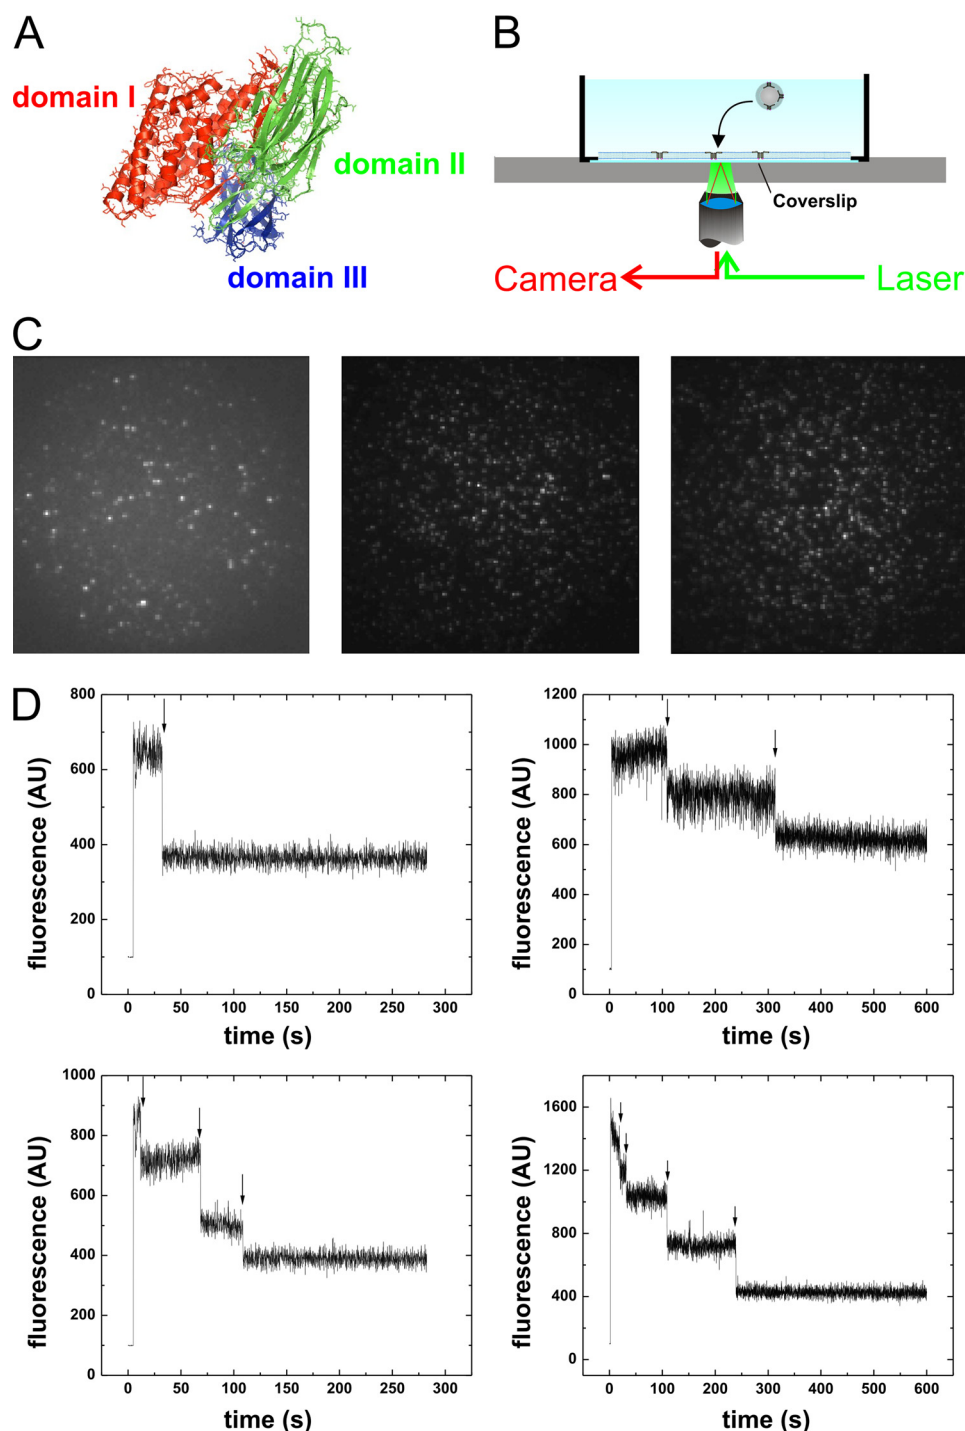 A
domain I
domain II
domain III
B
Coverslip
Camera
Laser
C
D
fluorescence (AU)
800
600
400
200
0
0 50 100 150 200 250 300
time (s)
fluorescence (AU)
1200
1000
800
600
400
200
0
0 100 200 300 400 500 600
time (s)
fluorescence (AU)
1000
800
600
400
200
0
0 50 100 150 200 250 300
time (s)
fluorescence (AU)
1600
1200
800
400
0
0 100 200 300 400 500 600
time (s)